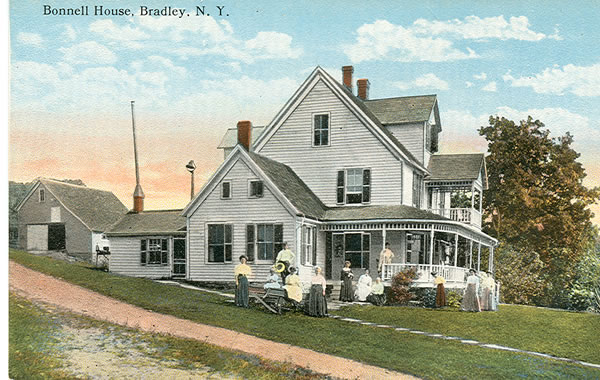 Bonnell House, Bradley, N. Y.